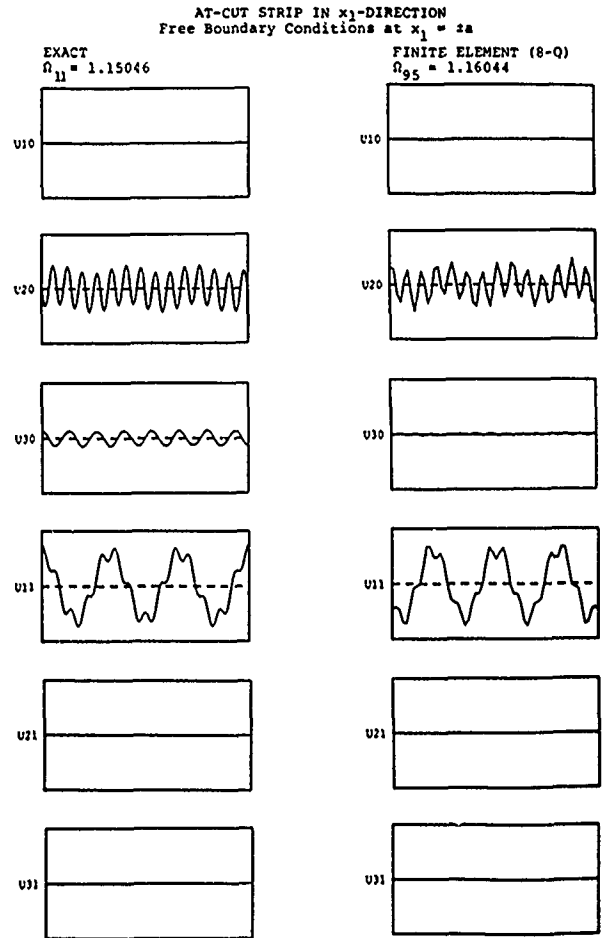 AT-CUT STRIP IN x1-DIRECTION
Free Boundary Conditions at x1 = ±a
EXACT
Ω11 = 1.15046
FINITE ELEMENT (8-Q)
Ω95 = 1.16044
U10
U10
U20
U20
U30
U30
U11
U11
U21
U21
U31
U31